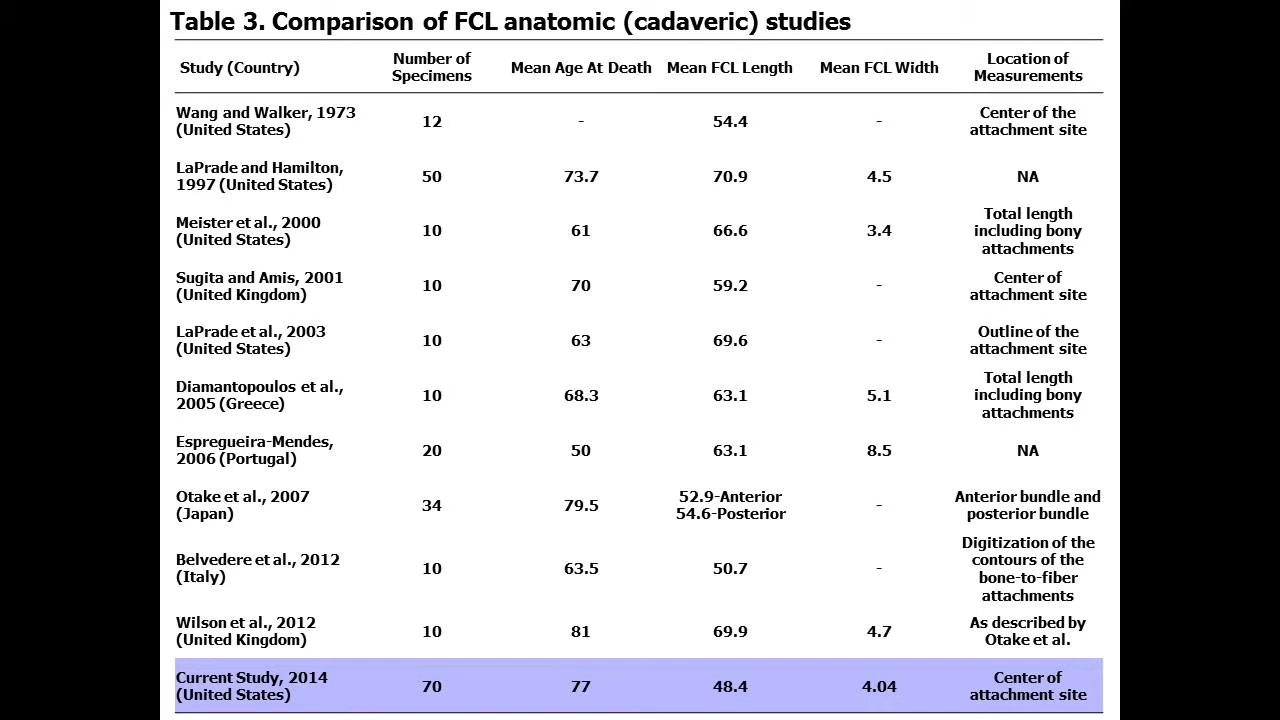 Table 3. Comparison of FCL anatomic (cadaveric) studies
Study (Country)
Number of
Specimens
Mean Age At Death
Mean FCL Length
Mean FCL Width
Location of
Measurements
Wang and Walker, 1973
(United States)
12
-
54.4
-
Center of the
attachment site
LaPrade and Hamilton,
1997 (United States)
50
73.7
70.9
4.5
NA
Meister et al., 2000
(United States)
10
61
66.6
3.4
Total length
including bony
attachments
Sugita and Amis, 2001
(United Kingdom)
10
70
59.2
-
Center of
attachment site
LaPrade et al., 2003
(United States)
10
63
69.6
-
Outline of the
attachment site
Diamantopoulos et al.,
2005 (Greece)
10
68.3
63.1
5.1
Total length
including bony
attachments
Espregueira-Mendes,
2006 (Portugal)
20
50
63.1
8.5
NA
Otake et al., 2007
(Japan)
34
79.5
52.9-Anterior
54.6-Posterior
-
Anterior bundle and
posterior bundle
Belvedere et al., 2012
(Italy)
10
63.5
50.7
-
Digitization of the
contours of the
bone-to-fiber
attachments
Wilson et al., 2012
(United Kingdom)
10
81
69.9
4.7
As described by
Otake et al.
Current Study, 2014
(United States)
70
77
48.4
4.04
Center of
attachment site